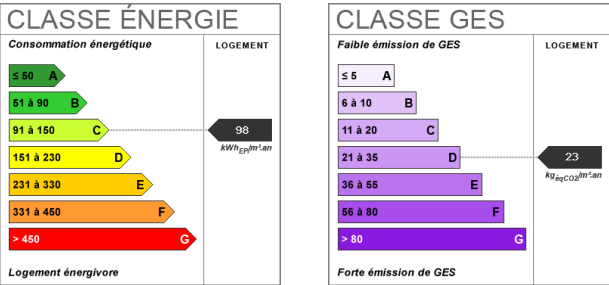 CLASSE ÉNERGIE
Consommation énergétique
LOGEMENT
≤ 50 A
51 à 90 B
91 à 150 C
98
kWhEP/m².an
151 à 230 D
231 à 330 E
331 à 450 F
> 450 G
Logement énergivore
CLASSE GES
Faible émission de GES
LOGEMENT
≤ 5 A
6 à 10 B
11 à 20 C
21 à 35 D
23
kgéqCO2/m².an
36 à 55 E
56 à 80 F
> 80 G
Forte émission de GES